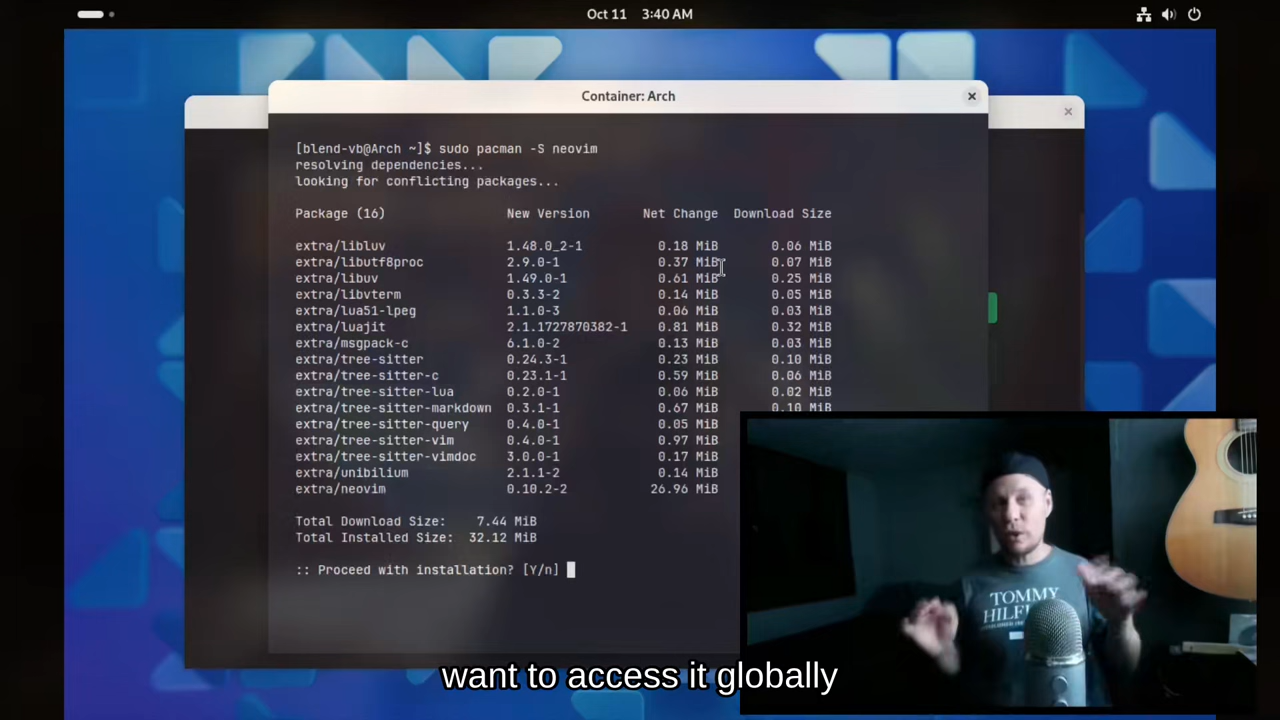 Oct 11 3:40 AM
Container: Arch
[blend-vb@Arch ~]$ sudo pacman -S neovim
resolving dependencies...
looking for conflicting packages...
Package (16) New Version Net Change Download Size
extra/libluv 1.48.0_2-1 0.18 MiB 0.06 MiB
extra/libutf8proc 2.9.0-1 0.37 MiB 0.07 MiB
extra/libuv 1.49.0-1 0.61 MiB 0.25 MiB
extra/libvterm 0.3.3-2 0.14 MiB 0.05 MiB
extra/lua51-lpeg 1.1.0-3 0.06 MiB 0.03 MiB
extra/luajit 2.1.1727870382-1 0.81 MiB 0.32 MiB
extra/msgpack-c 6.1.0-2 0.13 MiB 0.03 MiB
extra/tree-sitter 0.24.3-1 0.23 MiB 0.10 MiB
extra/tree-sitter-c 0.23.1-1 0.59 MiB 0.06 MiB
extra/tree-sitter-lua 0.2.0-1 0.06 MiB 0.02 MiB
extra/tree-sitter-markdown 0.3.1-1 0.67 MiB 0.10 MiB
extra/tree-sitter-query 0.4.0-1 0.05 MiB
extra/tree-sitter-vim 0.4.0-1 0.97 MiB
extra/tree-sitter-vimdoc 3.0.0-1 0.17 MiB
extra/unibilium 2.1.1-2 0.14 MiB
extra/neovim 0.10.2-2 26.96 MiB
Total Download Size: 7.44 MiB
Total Installed Size: 32.12 MiB
:: Proceed with installation? [Y/n]
TOMMY
want to access it globally